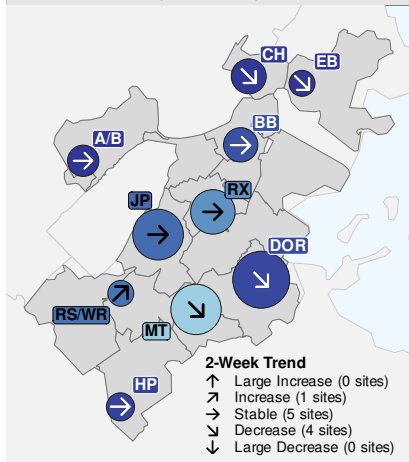 CH
EB
BB
A/B
RX
JP
DOR
RS/WR
MT
HP
2-Week Trend
↑ Large Increase (0 sites)
↗ Increase (1 sites)
→ Stable (5 sites)
↘ Decrease (4 sites)
↓ Large Decrease (0 sites)